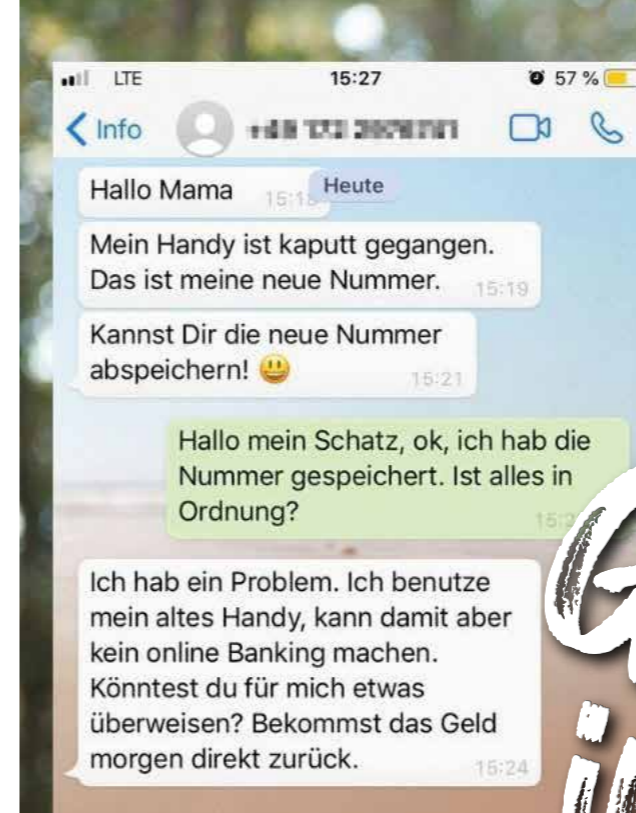 LTE 15:27 57 %
Info
Hallo Mama
Heute
Mein Handy ist kaputt gegangen.
Das ist meine neue Nummer. 15:19
Kannst Dir die neue Nummer
abspeichern! 😃 15:21
Hallo mein Schatz, ok, ich hab die
Nummer gespeichert. Ist alles in
Ordnung?
Ich hab ein Problem. Ich benutze
mein altes Handy, kann damit aber
kein online Banking machen.
Könntest du für mich etwas
überweisen? Bekommst das Geld
morgen direkt zurück. 15:24